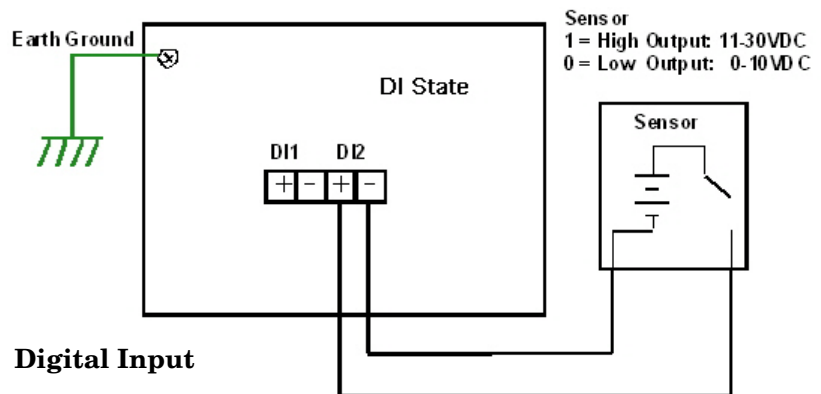 Sensor
1 = High Output: 11-30VDC
0 = Low Output: 0-10VDC
Earth Ground
DI State
Sensor
DI1 DI2
+ - + -
Digital Input